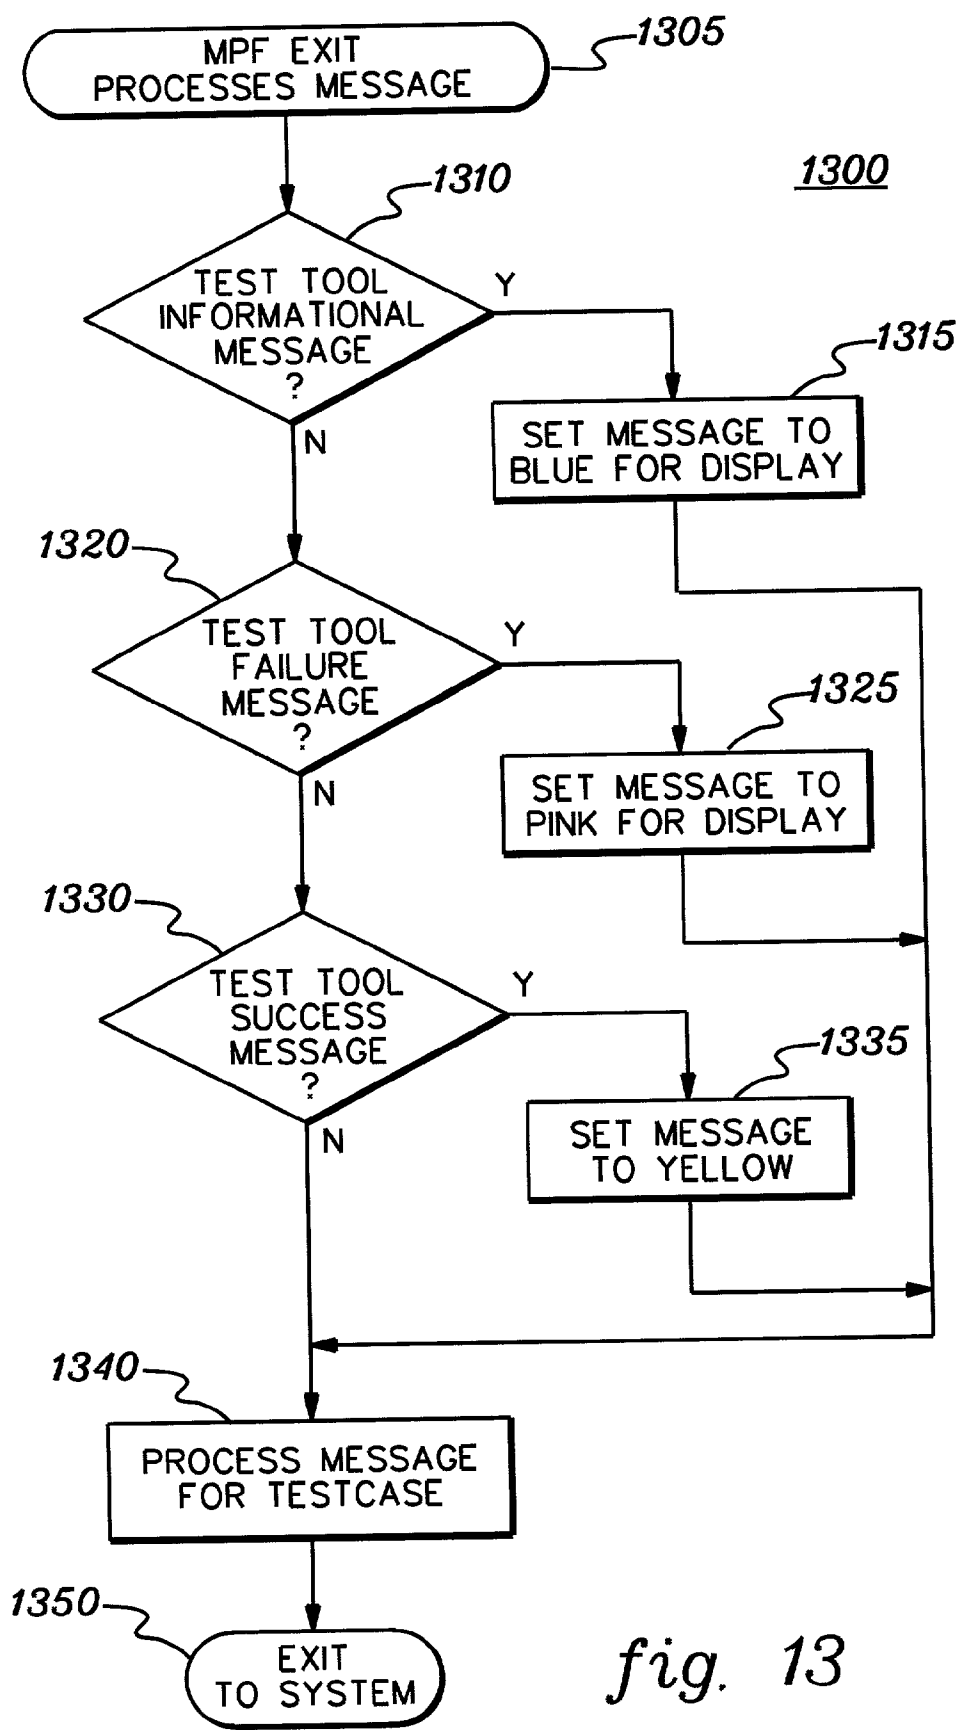 1305
MPF EXIT
PROCESSES MESSAGE
1300
1310
TEST TOOL
INFORMATIONAL
MESSAGE
?
Y
N
1315
SET MESSAGE TO
BLUE FOR DISPLAY
1320
TEST TOOL
FAILURE
MESSAGE
?
Y
N
1325
SET MESSAGE TO
PINK FOR DISPLAY
1330
TEST TOOL
SUCCESS
MESSAGE
?
Y
N
1335
SET MESSAGE
TO YELLOW
1340
PROCESS MESSAGE
FOR TESTCASE
1350
EXIT
TO SYSTEM
fig. 13